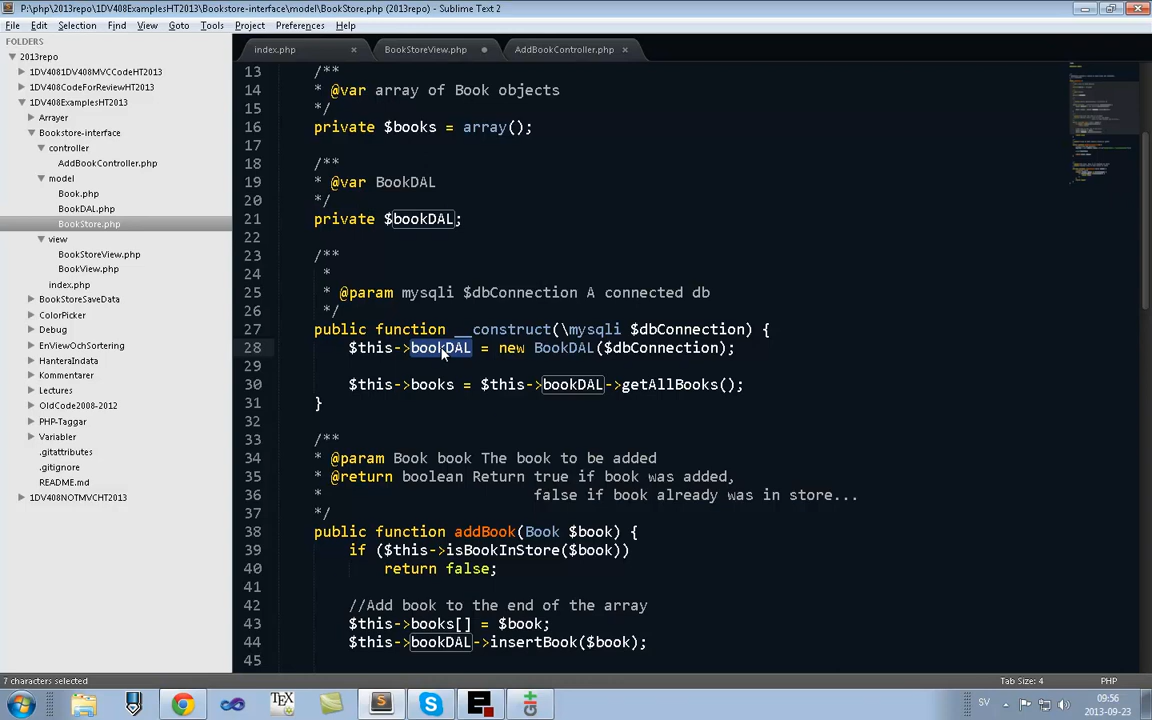 P:\php\2013repo\1DV408ExamplesHT2013\Bookstore-interface\model\BookStore.php (2013repo) - Sublime Text 2
File Edit Selection Find View Goto Tools Project Preferences Help
FOLDERS
2013repo
1DV4081DV408MVCCodeHT2013
1DV408CodeForReviewHT2013
1DV408ExamplesHT2013
Arrayer
Bookstore-interface
controller
AddBookController.php
model
Book.php
BookDAL.php
BookStore.php
view
BookStoreView.php
BookView.php
index.php
BookStoreSaveData
ColorPicker
Debug
EnViewOchSortering
HanteraIndata
Kommentarer
Lectures
OldCode2008-2012
PHP-Taggar
Variabler
.gitattributes
.gitignore
README.md
1DV408NOTMVCHT2013
index.php × BookStoreView.php AddBookController.php ×
13 /**
14 * @var array of Book objects
15 */
16 private $books = array();
17
18 /**
19 * @var BookDAL
20 */
21 private $bookDAL;
22
23 /**
24 *
25 * @param mysqli $dbConnection A connected db
26 */
27 public function __construct(\mysqli $dbConnection) {
28 $this->bookDAL = new BookDAL($dbConnection);
29
30 $this->books = $this->bookDAL->getAllBooks();
31 }
32
33 /**
34 * @param Book book The book to be added
35 * @return boolean Return true if book was added,
36 * false if book already was in store...
37 */
38 public function addBook(Book $book) {
39 if ($this->isBookInStore($book))
40 return false;
41
42 //Add book to the end of the array
43 $this->books[] = $book;
44 $this->bookDAL->insertBook($book);
45
7 characters selected Tab Size: 4 PHP
SV 09:56
2013-09-23